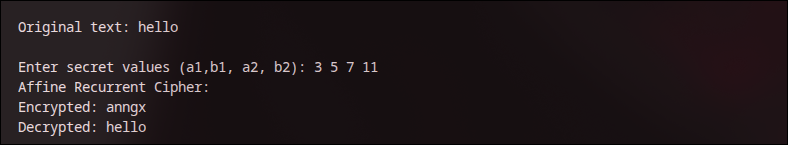 Original text: hello
Enter secret values (a1,b1, a2, b2): 3 5 7 11
Affine Recurrent Cipher:
Encrypted: anngx
Decrypted: hello